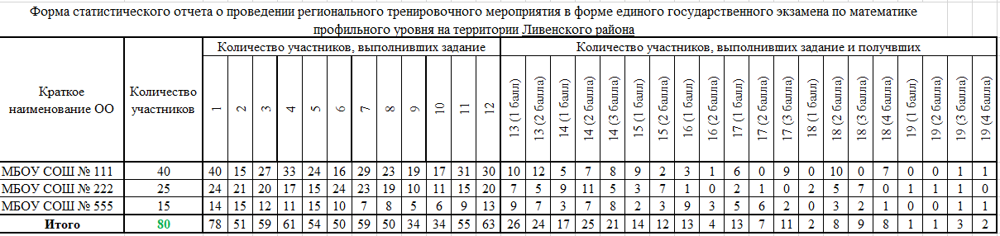 Форма статистического отчета о проведении регионального тренировочного мероприятия в форме единого государственного экзамена по математике
профильного уровня на территории Ливенского района
Краткое
наименование ОО
Количество
участников
Количество участников, выполнивших задание
Количество участников, выполнивших задание и получвших
1 2 3 4 5 6 7 8 9 10 11 12
13 (1 балл)
13 (2 балла)
14 (1 балл)
14 (2 балла)
14 (3 балла)
15 (1 балл)
15 (2 балла)
16 (1 балл)
16 (2 балла)
17 (1 балл)
17 (2 балла)
17 (3 балла)
18 (1 балл)
18 (2 балла)
18 (3 балла)
18 (4 балла)
19 (1 балл)
19 (2 балла)
19 (3 балла)
19 (4 балла)
МБОУ СОШ № 111 40 40 15 27 33 24 16 29 23 19 17 31 30 10 12 5 7 8 9 2 3 1 6 0 9 0 10 0 7 0 0 1 1
МБОУ СОШ № 222 25 24 21 20 17 15 24 23 19 10 11 15 20 7 5 9 11 5 3 7 1 0 2 1 0 2 5 7 0 1 1 1 0
МБОУ СОШ № 555 15 14 15 12 11 15 10 7 8 5 6 9 13 9 7 3 7 8 2 3 9 3 5 6 2 0 3 2 1 0 0 1 1
Итого 80 78 51 59 61 54 50 59 50 34 34 55 63 26 24 17 25 21 14 12 13 4 13 7 11 2 8 9 8 1 1 3 2